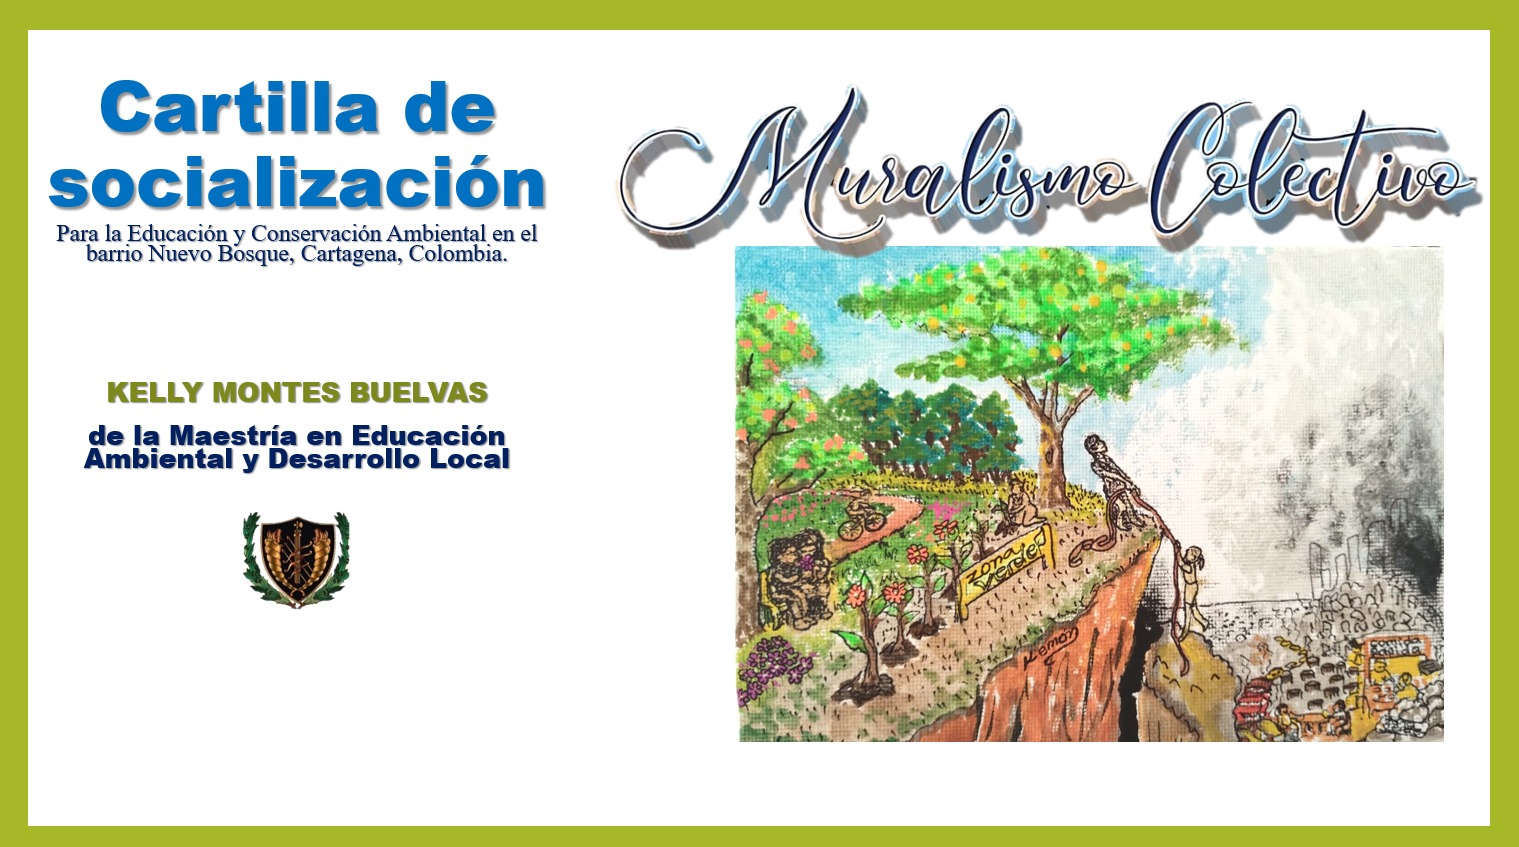 Cartilla de
socialización
Para la Educación y Conservación Ambiental en el
barrio Nuevo Bosque, Cartagena, Colombia.
KELLY MONTES BUELVAS
de la Maestría en Educación
Ambiental y Desarrollo Local
Muralismo Colectivo
zona
verde
Kemon